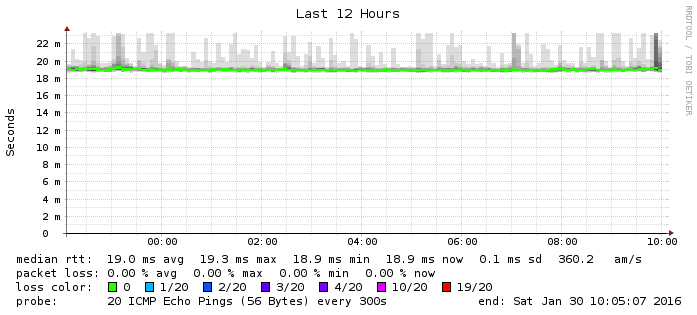 Last 12 Hours
RRDTOOL / TOBI OETIKER
Seconds
22 m
20 m
18 m
16 m
14 m
12 m
10 m
8 m
6 m
4 m
2 m
0
00:00 02:00 04:00 06:00 08:00 10:00
median rtt: 19.0 ms avg 19.3 ms max 18.9 ms min 18.9 ms now 0.1 ms sd 360.2 am/s
packet loss: 0.00 % avg 0.00 % max 0.00 % min 0.00 % now
loss color: 0 1/20 2/20 3/20 4/20 10/20 19/20
probe: 20 ICMP Echo Pings (56 Bytes) every 300s end: Sat Jan 30 10:05:07 2016